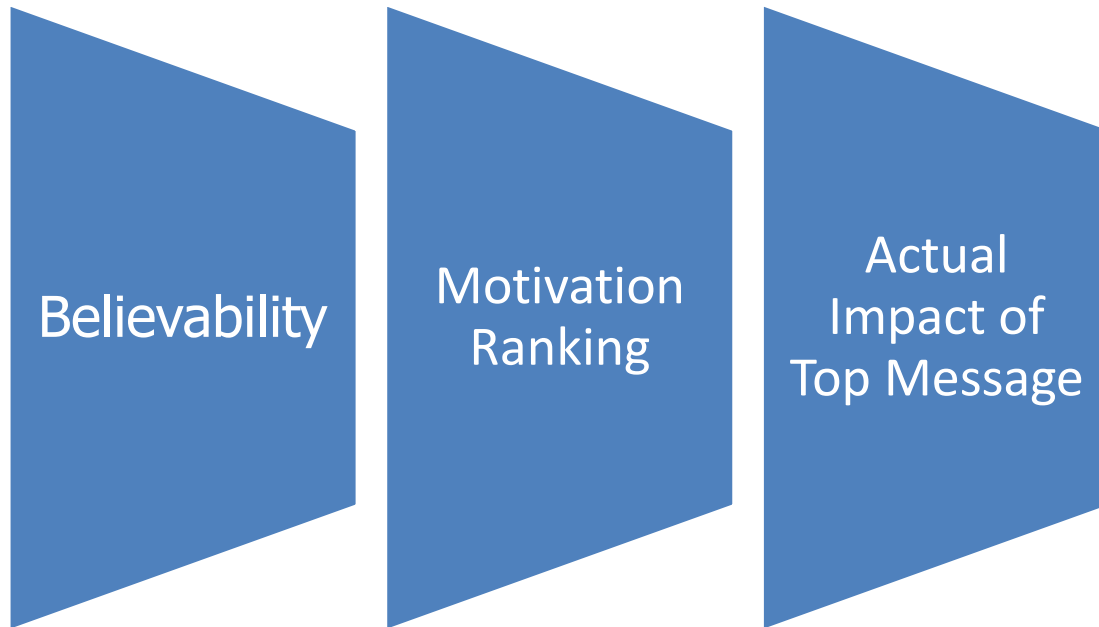 Believability
Motivation
Ranking
Actual
Impact of
Top Message